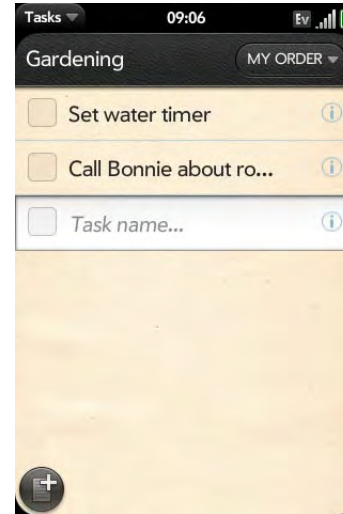 Tasks 09:06 Ev
Gardening MY ORDER
Set water timer
Call Bonnie about ro...
Task name...